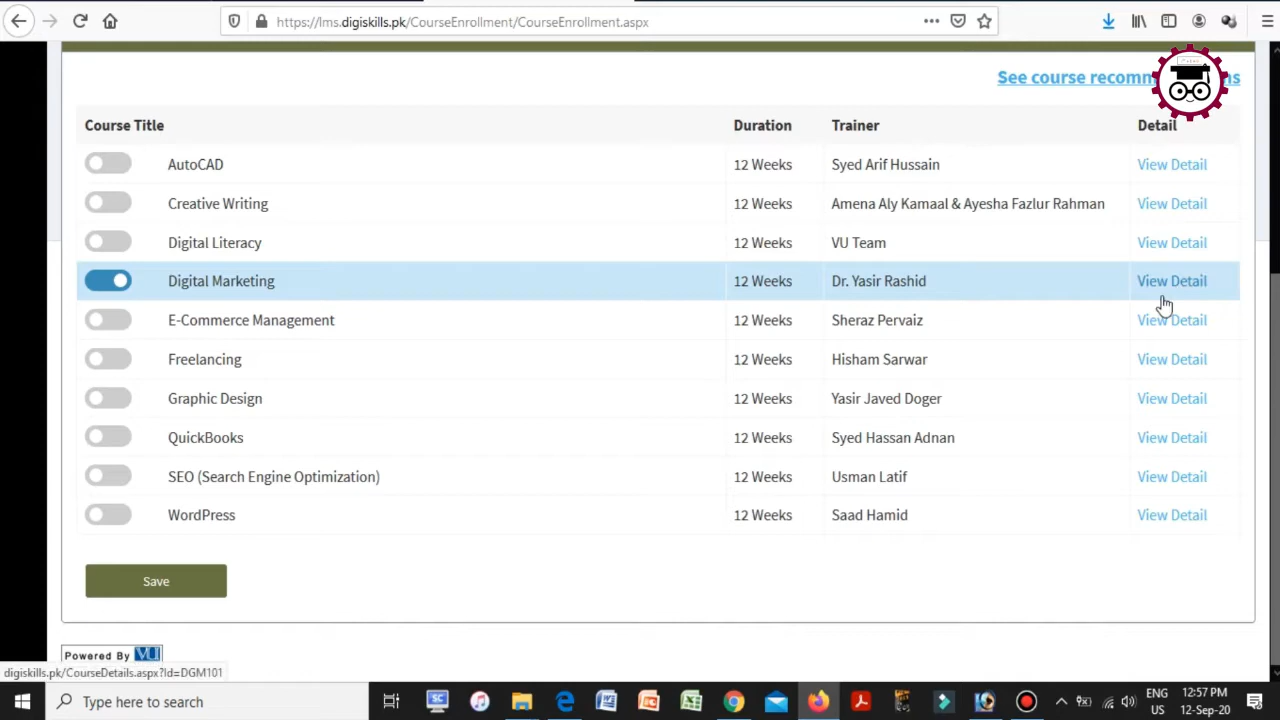 https://lms.digiskills.pk/CourseEnrollment/CourseEnrollment.aspx
See course
Course Title Duration Trainer Detail
AutoCAD 12 Weeks Syed Arif Hussain View Detail
Creative Writing 12 Weeks Amena Aly Kamaal & Ayesha Fazlur Rahman View Detail
Digital Literacy 12 Weeks VU Team View Detail
Digital Marketing 12 Weeks Dr. Yasir Rashid View Detail
E-Commerce Management 12 Weeks Sheraz Pervaiz View Detail
Freelancing 12 Weeks Hisham Sarwar View Detail
Graphic Design 12 Weeks Yasir Javed Doger View Detail
QuickBooks 12 Weeks Syed Hassan Adnan View Detail
SEO (Search Engine Optimization) 12 Weeks Usman Latif View Detail
WordPress 12 Weeks Saad Hamid View Detail
Save
Powered By VU
digiskills.pk/CourseDetails.aspx?Id=DGM101
Type here to search
ENG 12:57 PM
US 12-Sep-20